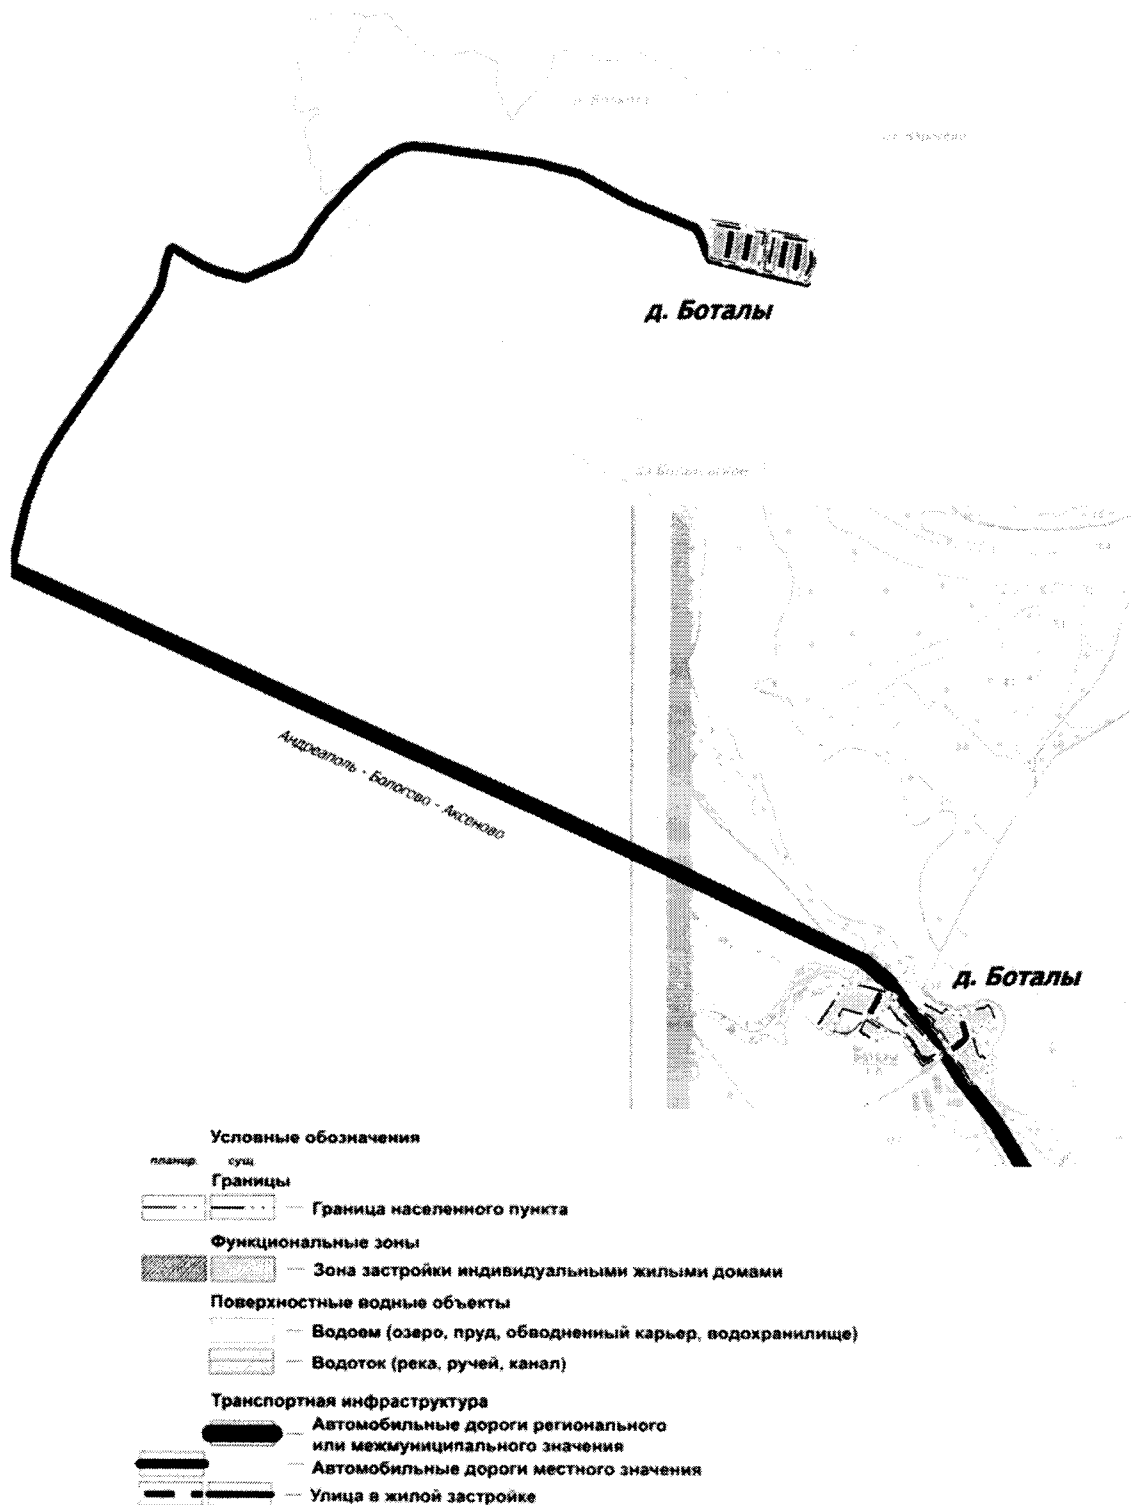 д. Боталы
Андреаполь - Бологово - Аксеново
д. Боталы
Условные обозначения
планир. сущ
Границы
Граница населенного пункта
Функциональные зоны
Зона застройки индивидуальными жилыми домами
Поверхностные водные объекты
Водоем (озеро, пруд, обводненный карьер, водохранилище)
Водоток (река, ручей, канал)
Транспортная инфраструктура
Автомобильные дороги регионального
или межмуниципального значения
Автомобильные дороги местного значения
Улица в жилой застройке